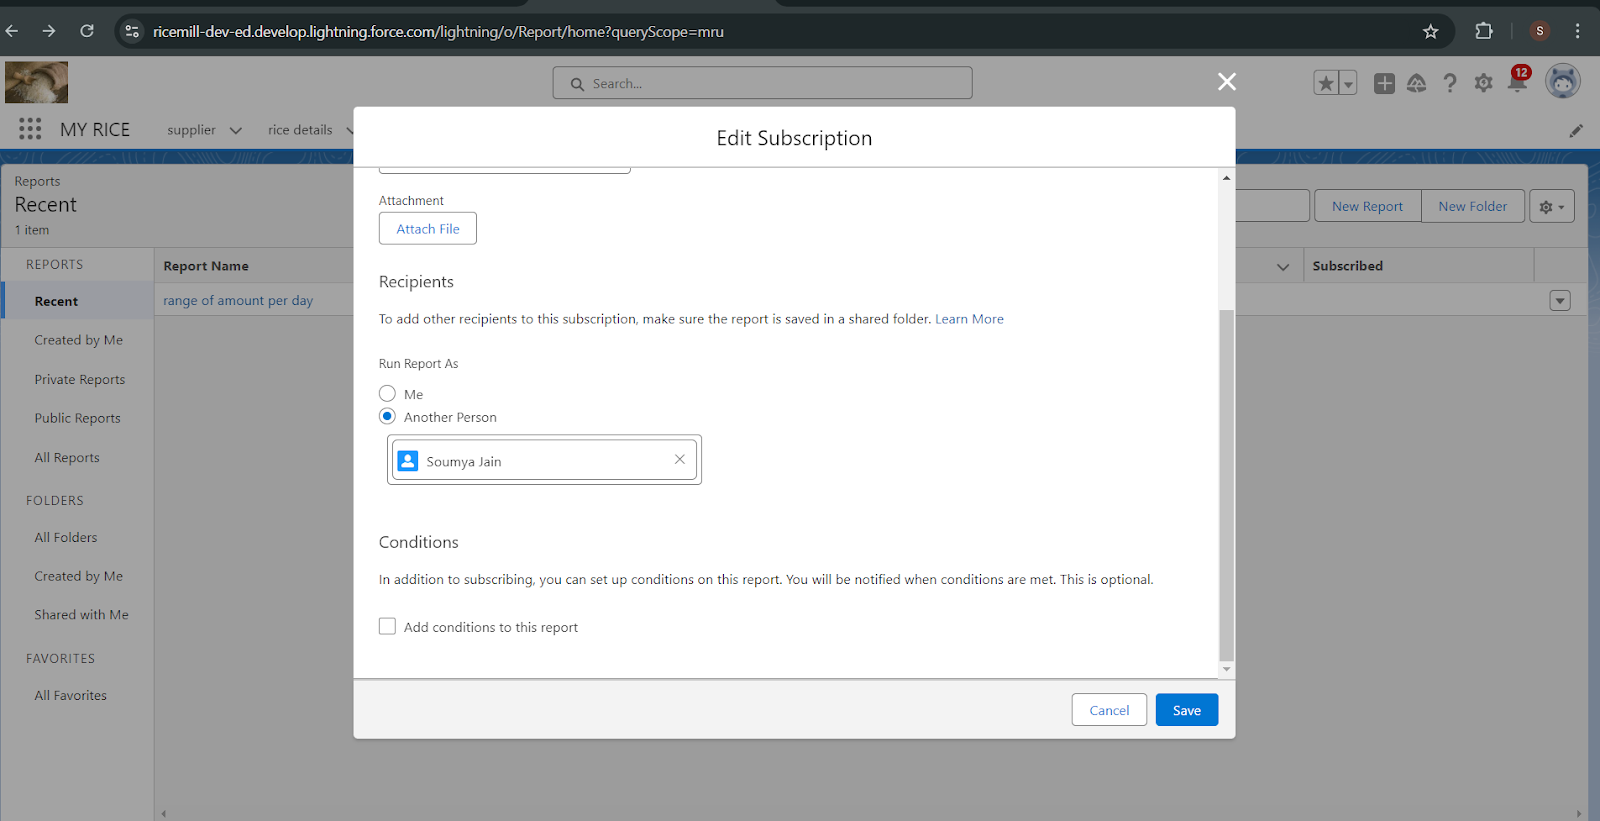 ricemill-dev-ed.develop.lightning.force.com/lightning/o/Report/home?queryScope=mru
S
Search...
12
MY RICE
supplier
rice details
Edit Subscription
Reports
Recent
1 item
New Report
New Folder
REPORTS
Recent
Created by Me
Private Reports
Public Reports
All Reports
FOLDERS
All Folders
Created by Me
Shared with Me
FAVORITES
All Favorites
Report Name
Subscribed
range of amount per day
Attachment
Attach File
Recipients
To add other recipients to this subscription, make sure the report is saved in a shared folder. Learn More
Run Report As
Me
Another Person
Soumya Jain
Conditions
In addition to subscribing, you can set up conditions on this report. You will be notified when conditions are met. This is optional.
Add conditions to this report
Cancel
Save